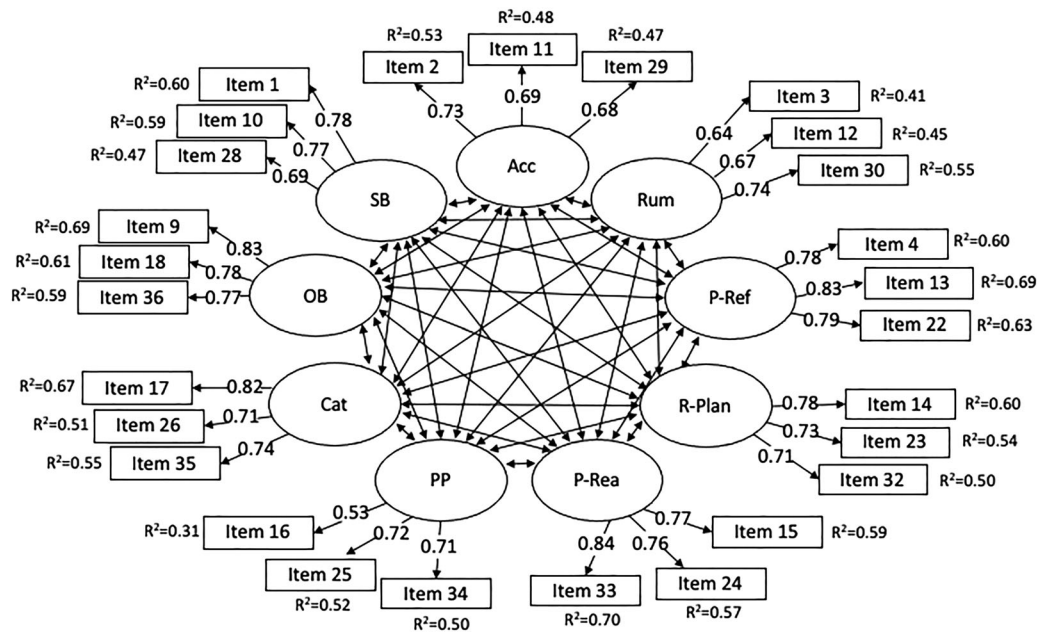 R²=0.48
R²=0.53
Item 11
R²=0.47
Item 2
Item 29
R²=0.60
Item 1
0.73
0.69
0.68
Item 3
R²=0.41
R²=0.59
Item 10
0.78
0.64
Item 12
R²=0.45
R²=0.47
Item 28
0.77
0.69
Acc
0.67
0.74
Item 30
R²=0.55
SB
Rum
R²=0.69
Item 9
0.83
Item 4
R²=0.60
R²=0.61
Item 18
0.78
0.78
Item 13
R²=0.69
R²=0.59
Item 36
0.77
OB
P-Ref
0.83
0.79
Item 22
R²=0.63
R²=0.67
Item 17
0.82
Cat
R-Plan
0.78
Item 14
R²=0.60
R²=0.51
Item 26
0.71
0.73
Item 23
R²=0.54
R²=0.55
Item 35
0.74
0.71
Item 32
R²=0.50
PP
P-Rea
R²=0.31
Item 16
0.53
0.72
0.71
0.84
0.76
0.77
Item 15
R²=0.59
Item 25
R²=0.52
Item 34
R²=0.50
Item 33
R²=0.70
Item 24
R²=0.57